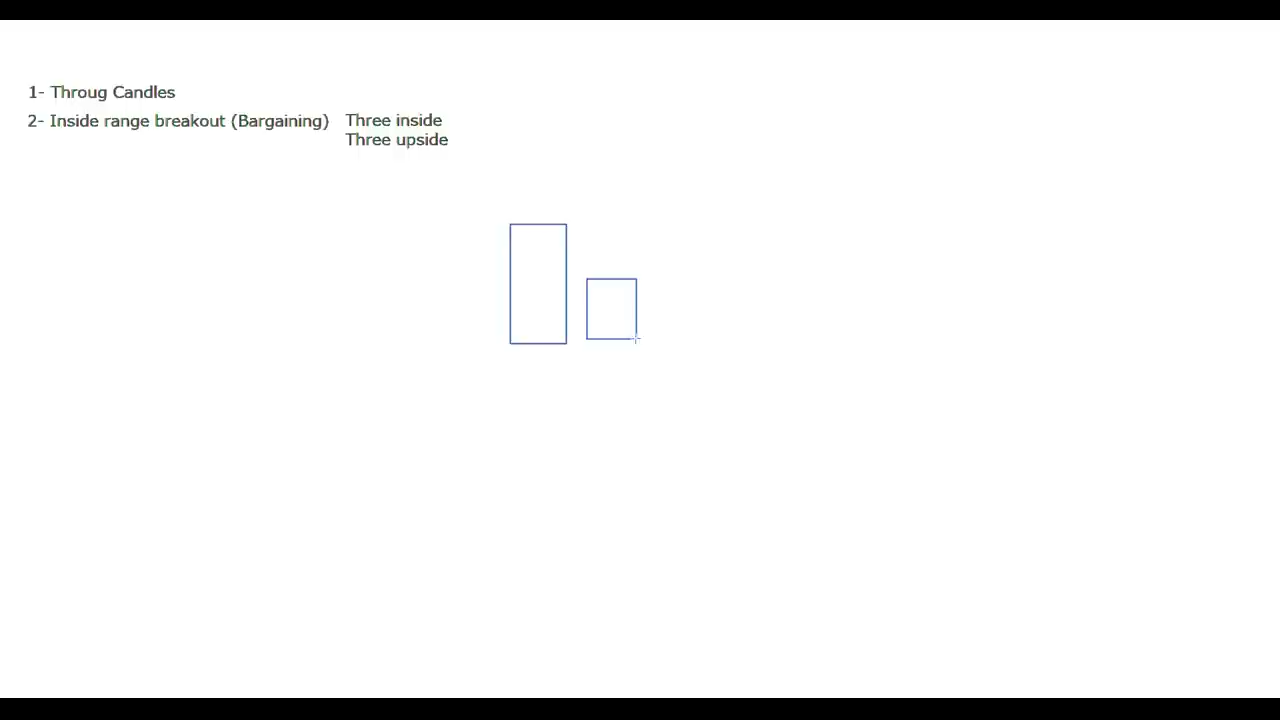 1- Throug Candles
2- Inside range breakout (Bargaining) Three inside
Three upside